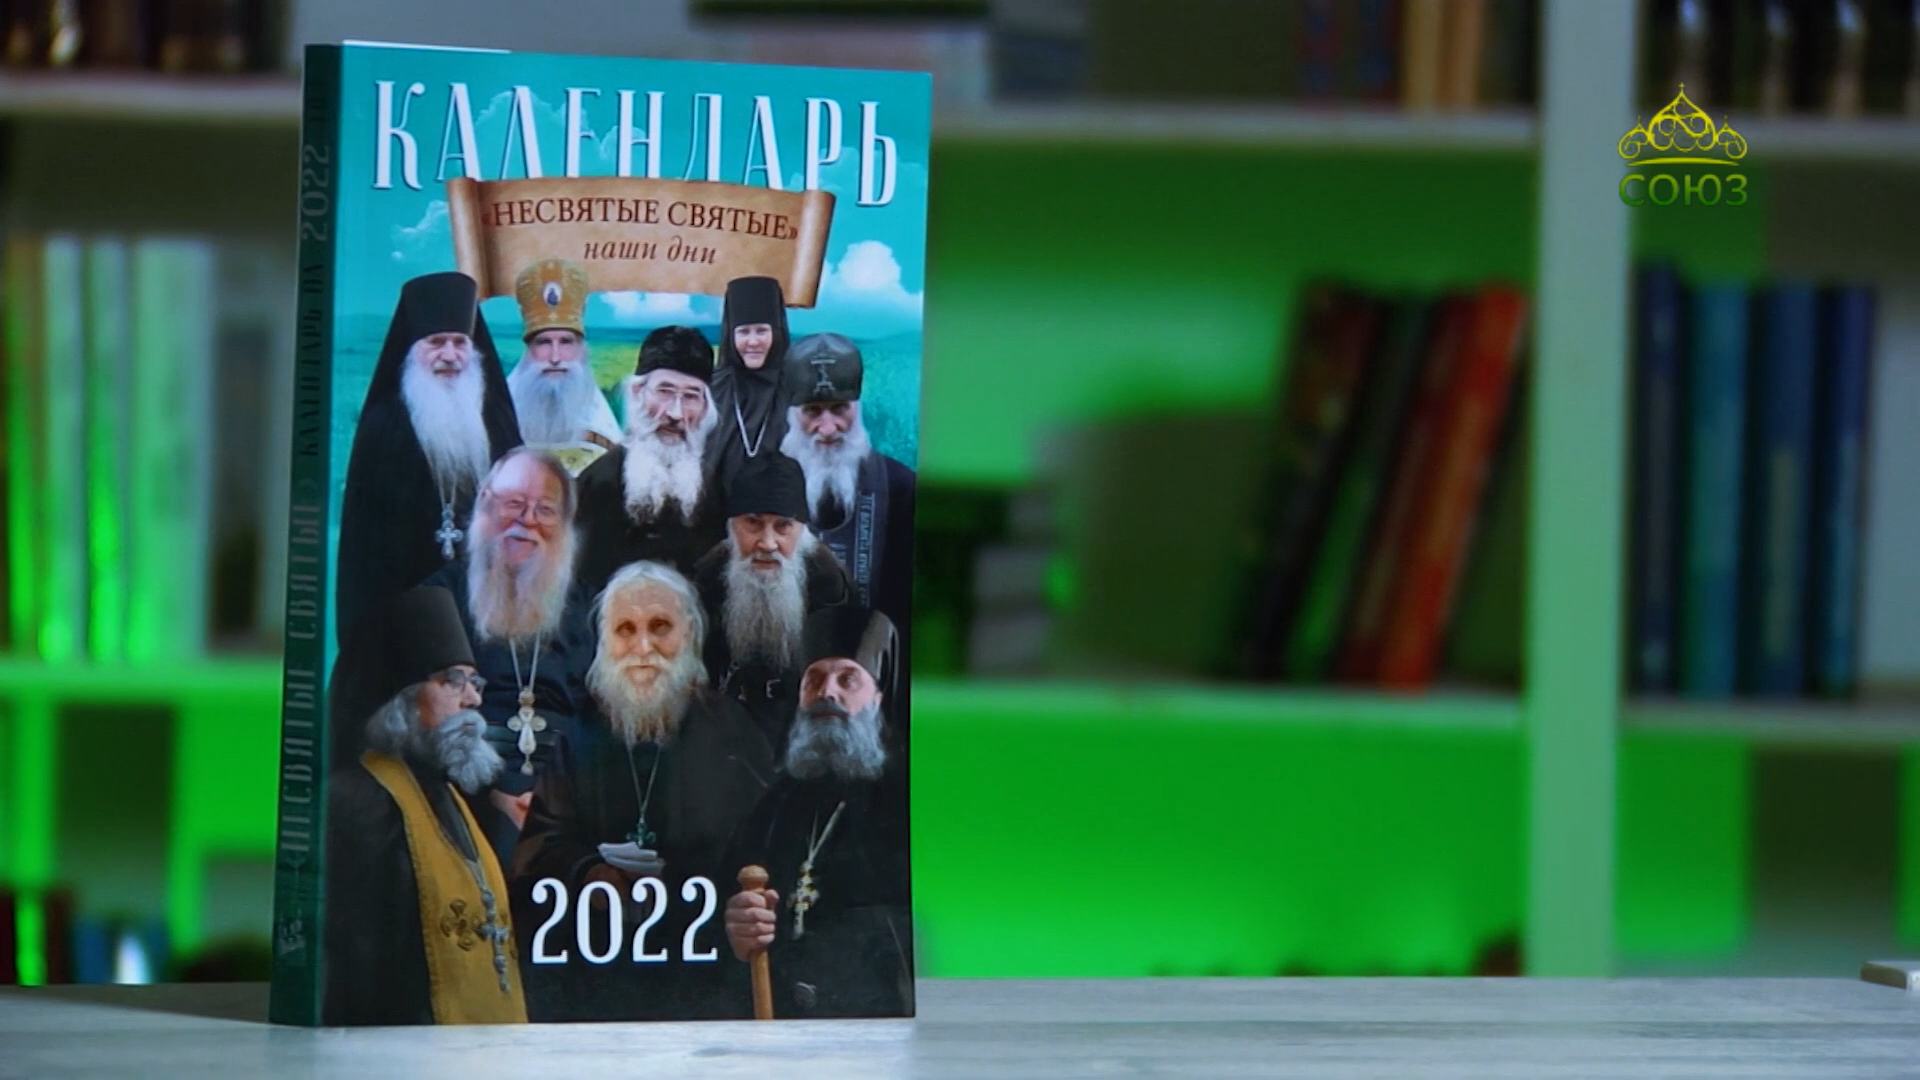 КАЛЕНДАРЬ
«НЕСВЯТЫЕ СВЯТЫЕ»
наши дни
2022
«НЕСВЯТЫЕ СВЯТЫЕ» КАЛЕНДАРЬ НА 2022
СОЮЗ